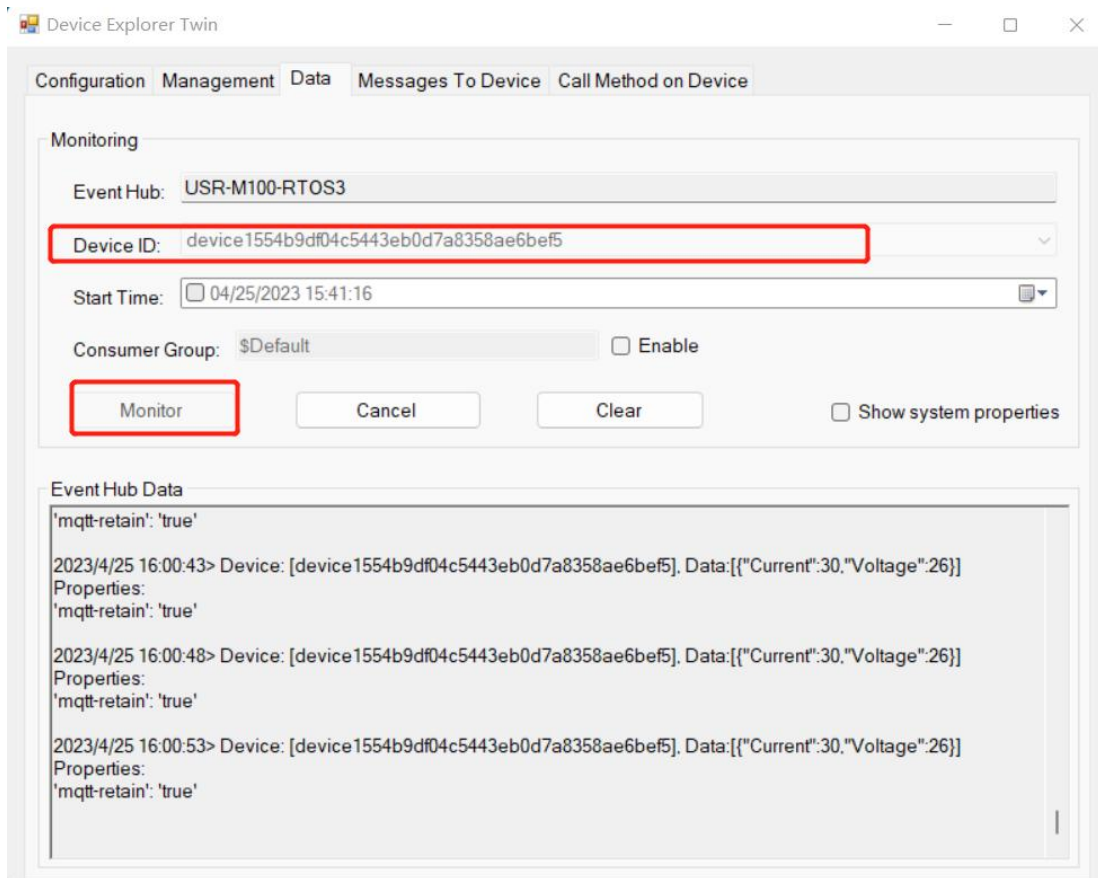 Device Explorer Twin
Configuration Management Data Messages To Device Call Method on Device
Monitoring
Event Hub: USR-M100-RTOS3
Device ID: device1554b9df04c5443eb0d7a8358ae6bef5
Start Time: 04/25/2023 15:41:16
Consumer Group: $Default Enable
Monitor Cancel Clear Show system properties
Event Hub Data
'mqtt-retain': 'true'
2023/4/25 16:00:43> Device: [device1554b9df04c5443eb0d7a8358ae6bef5], Data:[{"Current":30,"Voltage":26}]
Properties:
'mqtt-retain': 'true'
2023/4/25 16:00:48> Device: [device1554b9df04c5443eb0d7a8358ae6bef5], Data:[{"Current":30,"Voltage":26}]
Properties:
'mqtt-retain': 'true'
2023/4/25 16:00:53> Device: [device1554b9df04c5443eb0d7a8358ae6bef5], Data:[{"Current":30,"Voltage":26}]
Properties:
'mqtt-retain': 'true'